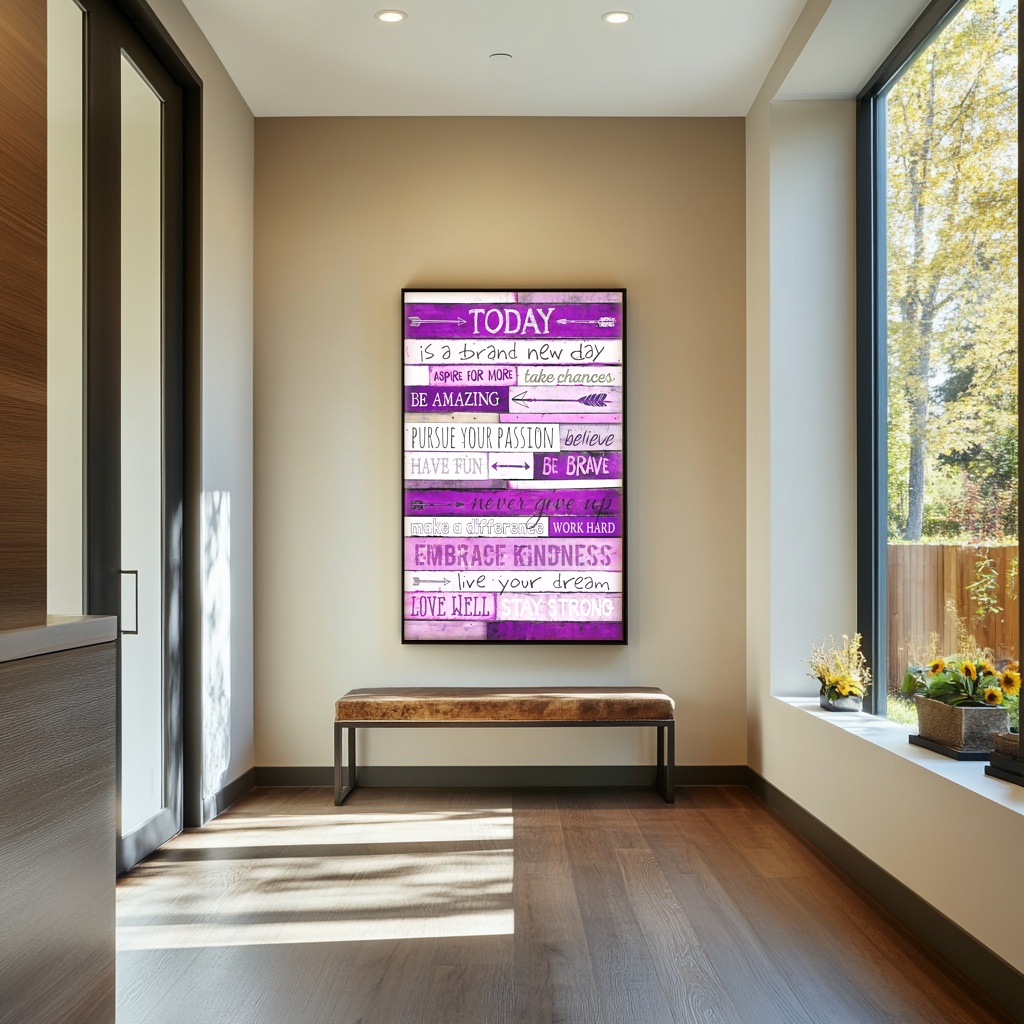 TODAY
is a brand new day
ASPIRE FOR MORE take chances
BE AMAZING
PURSUE YOUR PASSION believe
HAVE FUN BE BRAVE
never give up
make a difference WORK HARD
EMBRACE KINDNESS
live your dream
LOVE WELL STAY STRONG